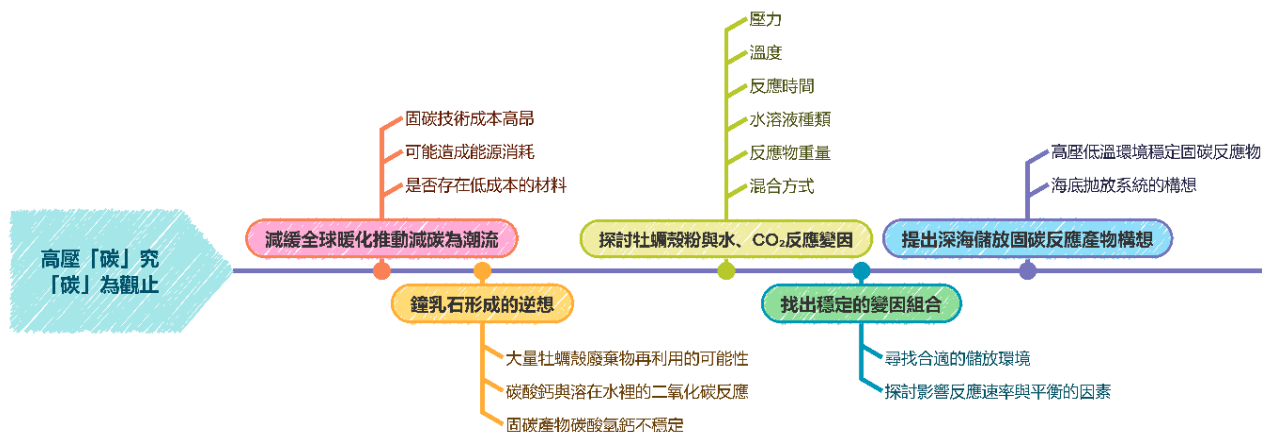 高壓「碳」究
「碳」為觀止
固碳技術成本高昂
可能造成能源消耗
是否存在低成本的材料
減緩全球暖化推動減碳為潮流
鐘乳石形成的逆想
大量牡蠣殼廢棄物再利用的可能性
碳酸鈣與溶在水裡的二氧化碳反應
固碳產物碳酸氫鈣不穩定
壓力
溫度
反應時間
水溶液種類
反應物重量
混合方式
探討牡蠣殼粉與水、CO₂反應變因
找出穩定的變因組合
尋找合適的儲放環境
探討影響反應速率與平衡的因素
高壓低溫環境穩定固碳反應物
海底拋放系統的構想
提出深海儲放固碳反應產物構想